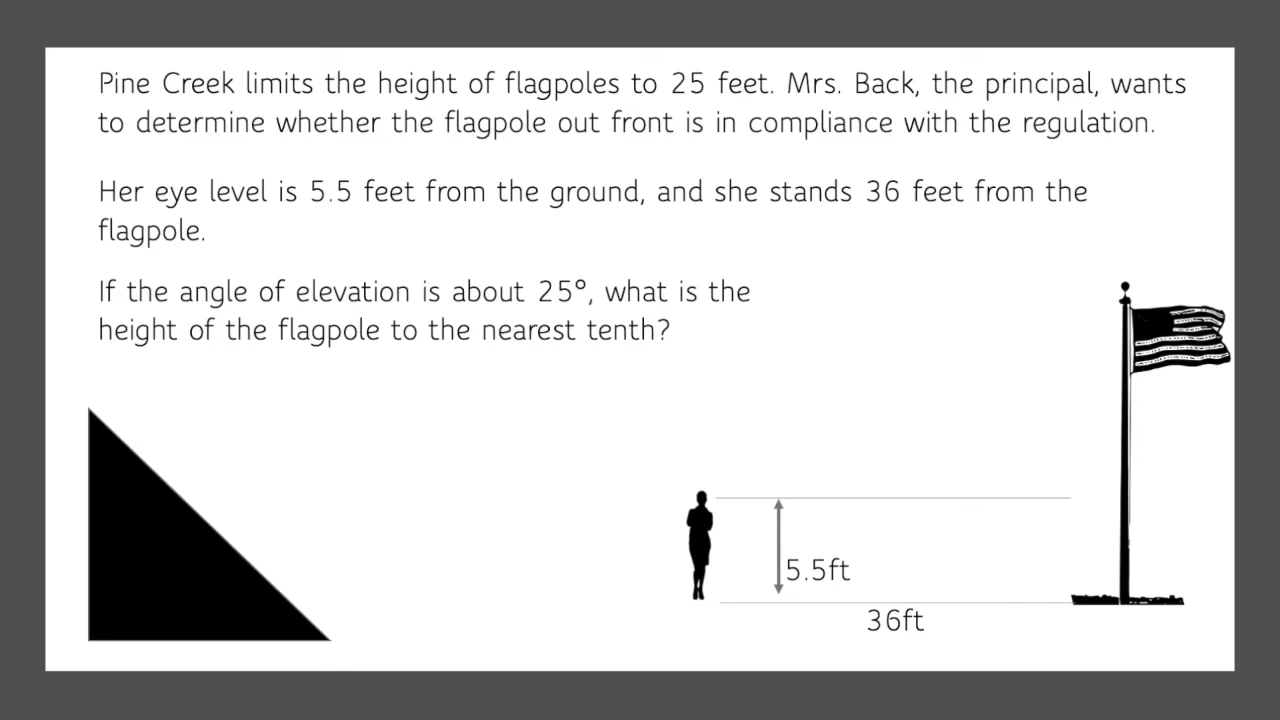 Pine Creek limits the height of flagpoles to 25 feet. Mrs. Back, the principal, wants
to determine whether the flagpole out front is in compliance with the regulation.
Her eye level is 5.5 feet from the ground, and she stands 36 feet from the
flagpole.
If the angle of elevation is about 25°, what is the
height of the flagpole to the nearest tenth?
5.5ft
36ft